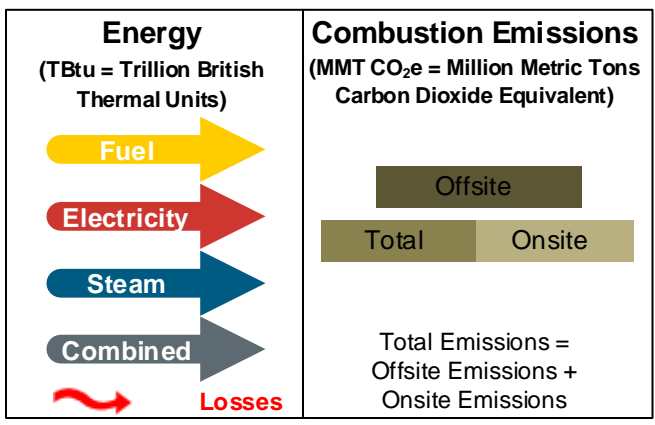 Energy
(TBtu = Trillion British
Thermal Units)
Fuel
Electricity
Steam
Combined
Losses
Combustion Emissions
(MMT CO₂e = Million Metric Tons
Carbon Dioxide Equivalent)
Offsite
Total Onsite
Total Emissions =
Offsite Emissions +
Onsite Emissions